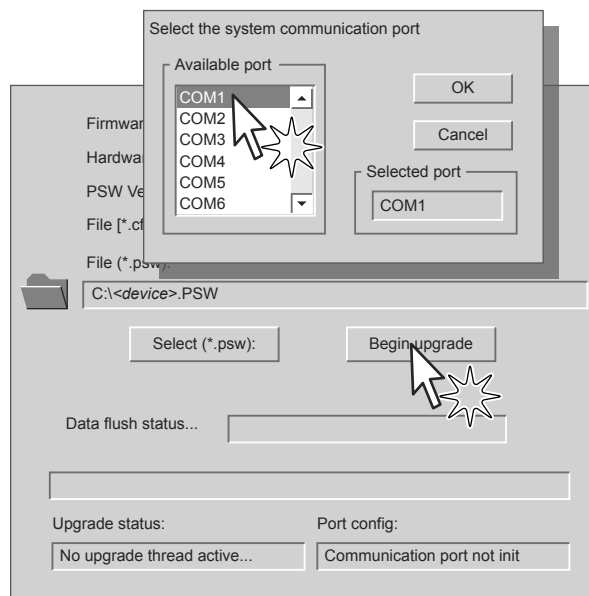 Select the system communication port
Available port
COM1
COM2
COM3
COM4
COM5
COM6
OK
Cancel
Selected port
COM1
PSW
File
File (*.psw):
C:\<device>.PSW
Select (*.psw):
Begin upgrade
Data flush status...
Upgrade status:
Port config:
No upgrade thread active...
Communication port not init